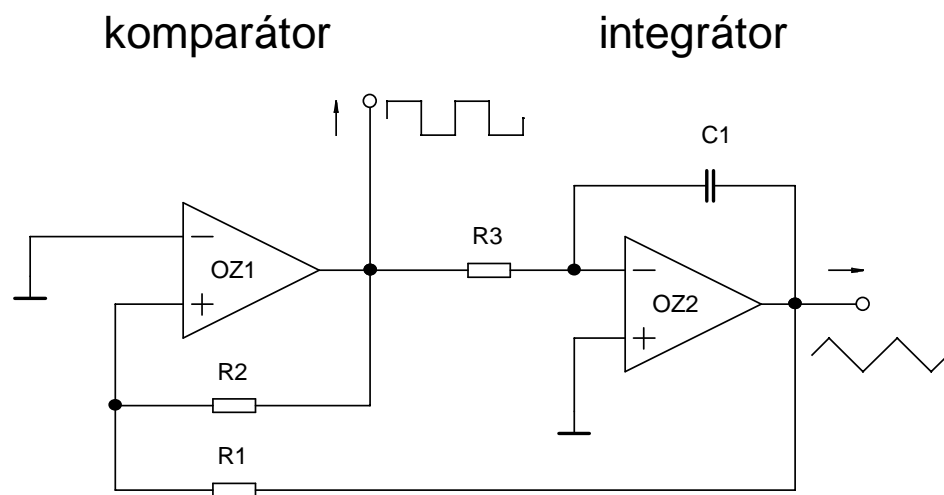 komparátor
integrátor
C1
R3
OZ1
OZ2
R2
R1